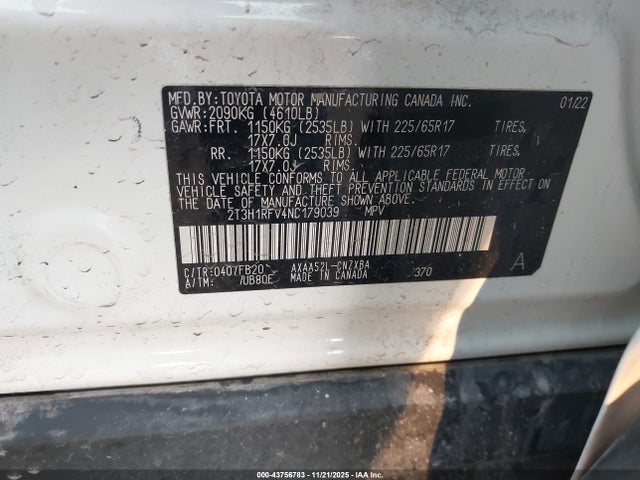 MFD.BY:TOYOTA MOTOR MANUFACTURING CANADA INC. 01/22
GVWR:2090KG (4610LB)
GAWR:FRT. 1150KG (2535LB) WITH 225/65R17 TIRES,
17X7.0J RIMS.
RR. 1150KG (2535LB) WITH 225/65R17 TIRES,
17X7.0J RIMS.
THIS VEHICLE CONFORMS TO ALL APPLICABLE FEDERAL MOTOR
VEHICLE SAFETY AND THEFT PREVENTION STANDARDS IN EFFECT ON
THE DATE OF MANUFACTURE SHOWN ABOVE.
2T3H1RFV4NC179039 MPV
C/TR:040/FB20 AXAA52L-CNZXBA 370 A
A/TM: /UB80E MADE IN CANADA
000-43756783 - 11/21/2025 - IAA Inc.